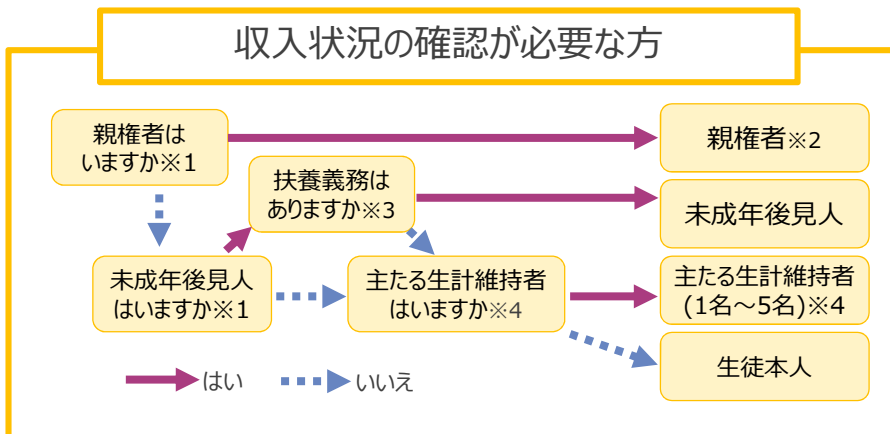 収入状況の確認が必要な方
親権者は
いますか※1
親権者※2
扶養義務は
ありますか※3
未成年後見人
未成年後見人
はいますか※1
主たる生計維持者
はいますか※4
主たる生計維持者
(1名～5名)※4
生徒本人
はい
いいえ